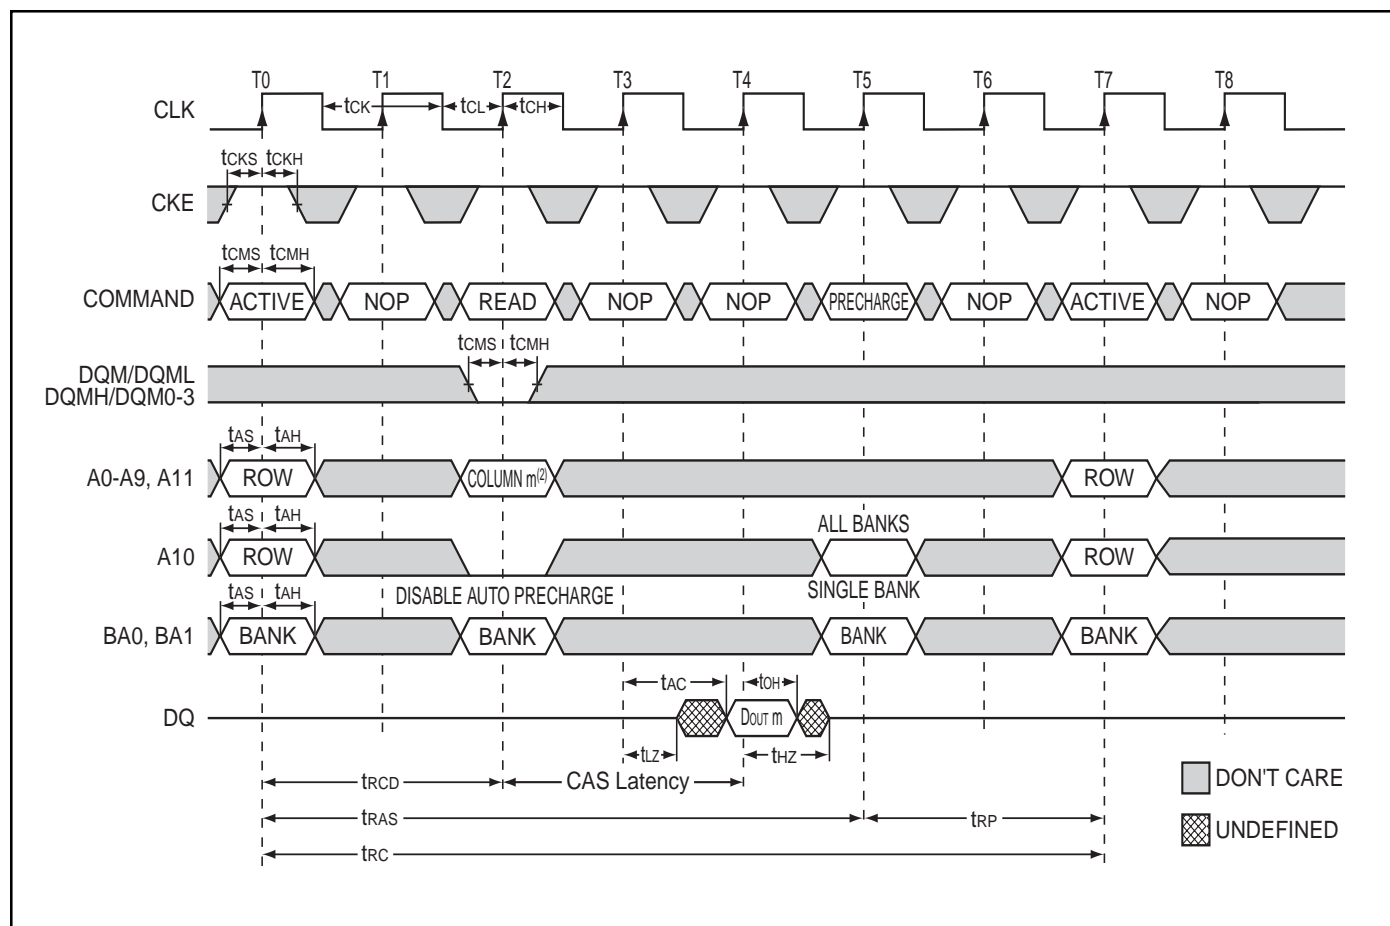 T0 T1 T2 T3 T4 T5 T6 T7 T8
CLK tCK tCL tCH
tCKS tCKH
CKE
tCMS tCMH
COMMAND ACTIVE NOP READ NOP NOP PRECHARGE NOP ACTIVE NOP
tCMS tCMH
DQM/DQML
DQMH/DQM0-3
tAS tAH
A0-A9, A11 ROW COLUMN m(2) ROW
tAS tAH ALL BANKS
A10 ROW ROW
tAS tAH DISABLE AUTO PRECHARGE SINGLE BANK
BA0, BA1 BANK BANK BANK BANK
tAC tOH
DQ DOUT m
tLZ tHZ
tRCD CAS Latency DON'T CARE
tRAS tRP UNDEFINED
tRC